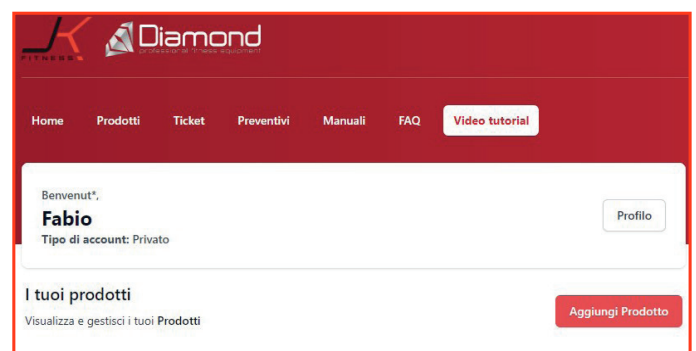 JK
FITNESS
Diamond
professional fitness equipment
Home Prodotti Ticket Preventivi Manuali FAQ Video tutorial
Benvenut*,
Fabio
Tipo di account: Privato
Profilo
I tuoi prodotti
Visualizza e gestisci i tuoi Prodotti
Aggiungi Prodotto